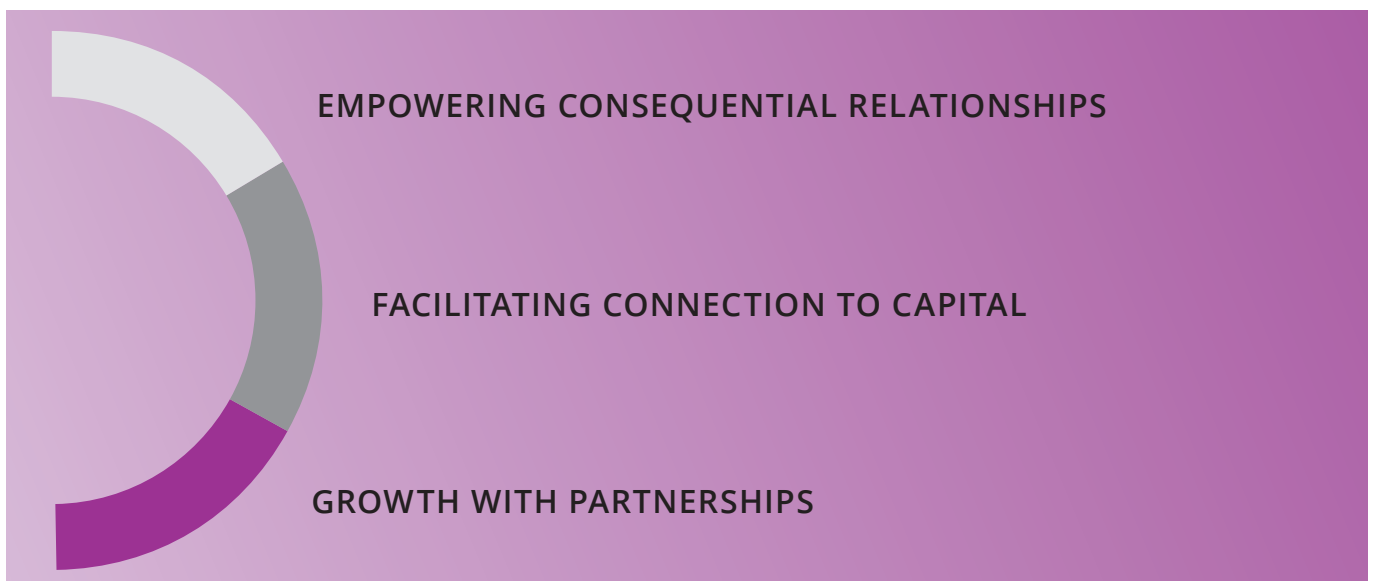 EMPOWERING CONSEQUENTIAL RELATIONSHIPS
FACILITATING CONNECTION TO CAPITAL
GROWTH WITH PARTNERSHIPS